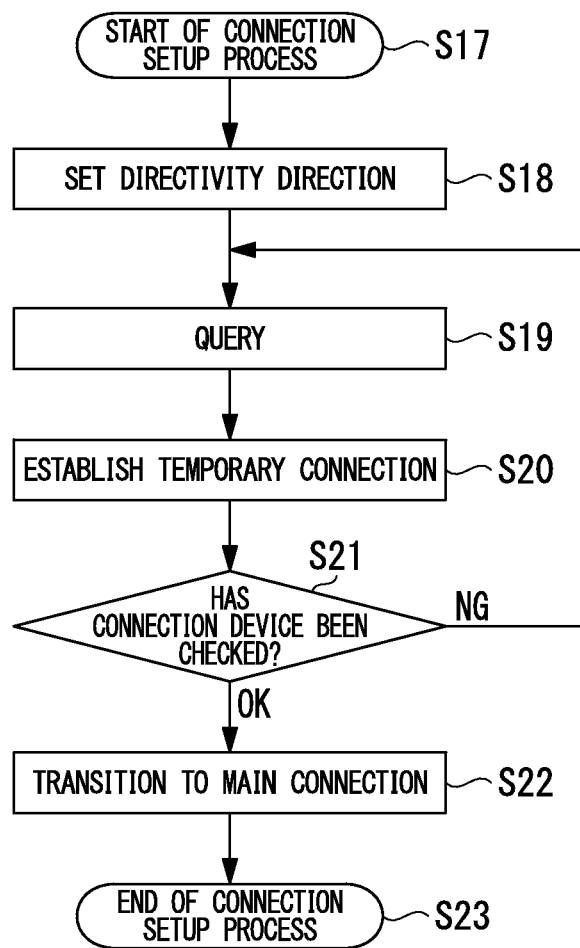 START OF CONNECTION
SETUP PROCESS
S17
SET DIRECTIVITY DIRECTION
S18
QUERY
S19
ESTABLISH TEMPORARY CONNECTION
S20
S21
HAS
CONNECTION DEVICE BEEN
CHECKED?
NG
OK
TRANSITION TO MAIN CONNECTION
S22
END OF CONNECTION
SETUP PROCESS
S23